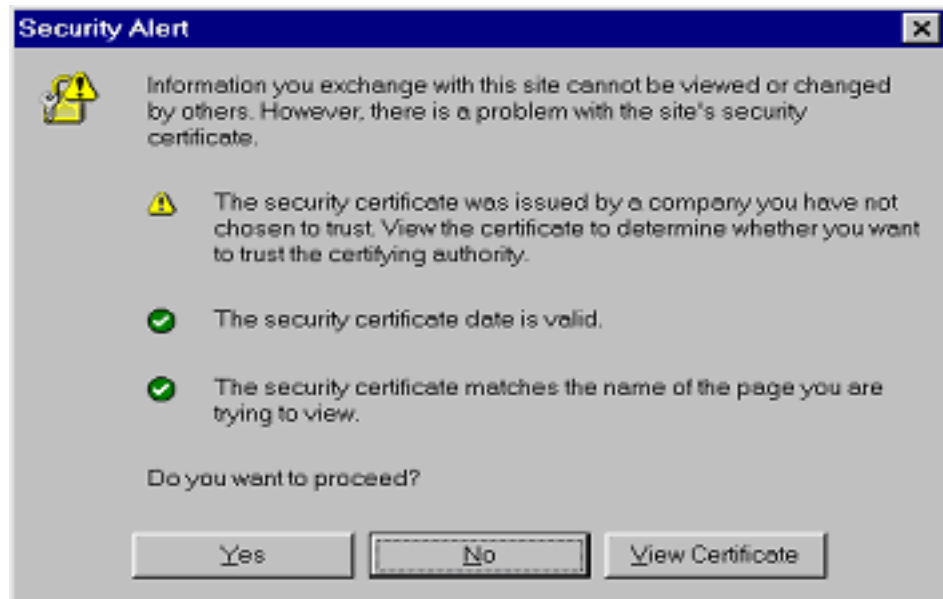 Security Alert
Information you exchange with this site cannot be viewed or changed
by others. However, there is a problem with the site's security
certificate.
The security certificate was issued by a company you have not
chosen to trust. View the certificate to determine whether you want
to trust the certifying authority.
The security certificate date is valid.
The security certificate matches the name of the page you are
trying to view.
Do you want to proceed?
Yes
No
View Certificate